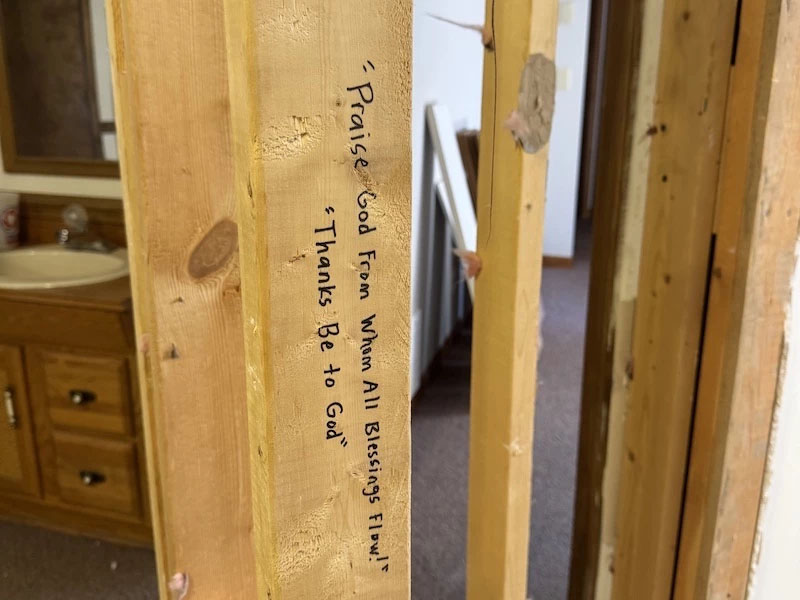 "Praise God From Whom All Blessings Flow!"
"Thanks Be to God"